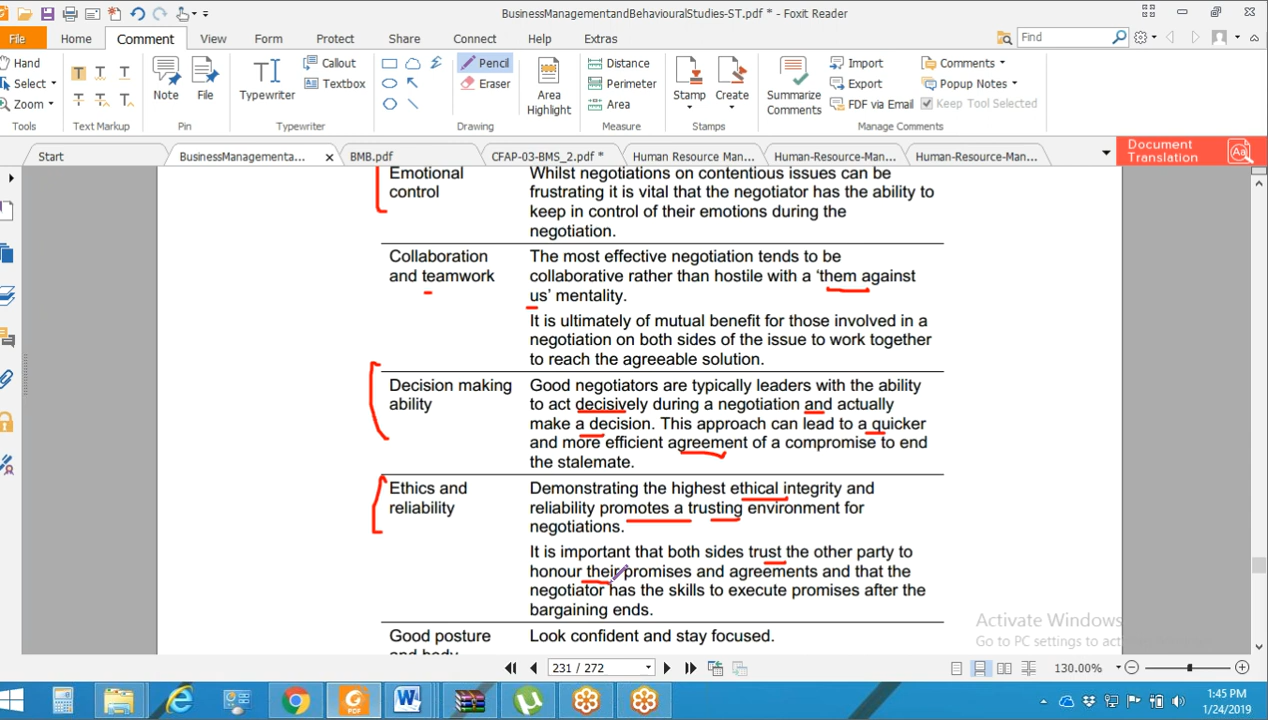 BusinessManagementandBehaviouralStudies-ST.pdf * - Foxit Reader
File Home Comment View Form Protect Share Connect Help Extras Find
Hand
Select
Zoom
Tools
T T T
T T T
Text Markup
Note File
Pin
Typewriter
Callout
Textbox
Typewriter
Pencil
Eraser
Area Highlight
Drawing
Distance
Perimeter
Area
Measure
Stamp Create
Stamps
Summarize Comments
Import
Export
FDF via Email
Comments
Popup Notes
Keep Tool Selected
Manage Comments
Start BusinessManagementa... BMB.pdf CFAP-03-BMS_2.pdf * Human Resource Man... Human-Resource-Man... Human-Resource-Man...
Document Translation
Emotional control
Whilst negotiations on contentious issues can be
frustrating it is vital that the negotiator has the ability to
keep in control of their emotions during the
negotiation.
Collaboration and teamwork
The most effective negotiation tends to be
collaborative rather than hostile with a ‘them against
us’ mentality.
It is ultimately of mutual benefit for those involved in a
negotiation on both sides of the issue to work together
to reach the agreeable solution.
Decision making ability
Good negotiators are typically leaders with the ability
to act decisively during a negotiation and actually
make a decision. This approach can lead to a quicker
and more efficient agreement of a compromise to end
the stalemate.
Ethics and reliability
Demonstrating the highest ethical integrity and
reliability promotes a trusting environment for
negotiations.
It is important that both sides trust the other party to
honour their promises and agreements and that the
negotiator has the skills to execute promises after the
bargaining ends.
Good posture and body
Look confident and stay focused.
Activate Windows
Go to PC settings to
231 / 272
130.00%
1:45 PM
1/24/2019